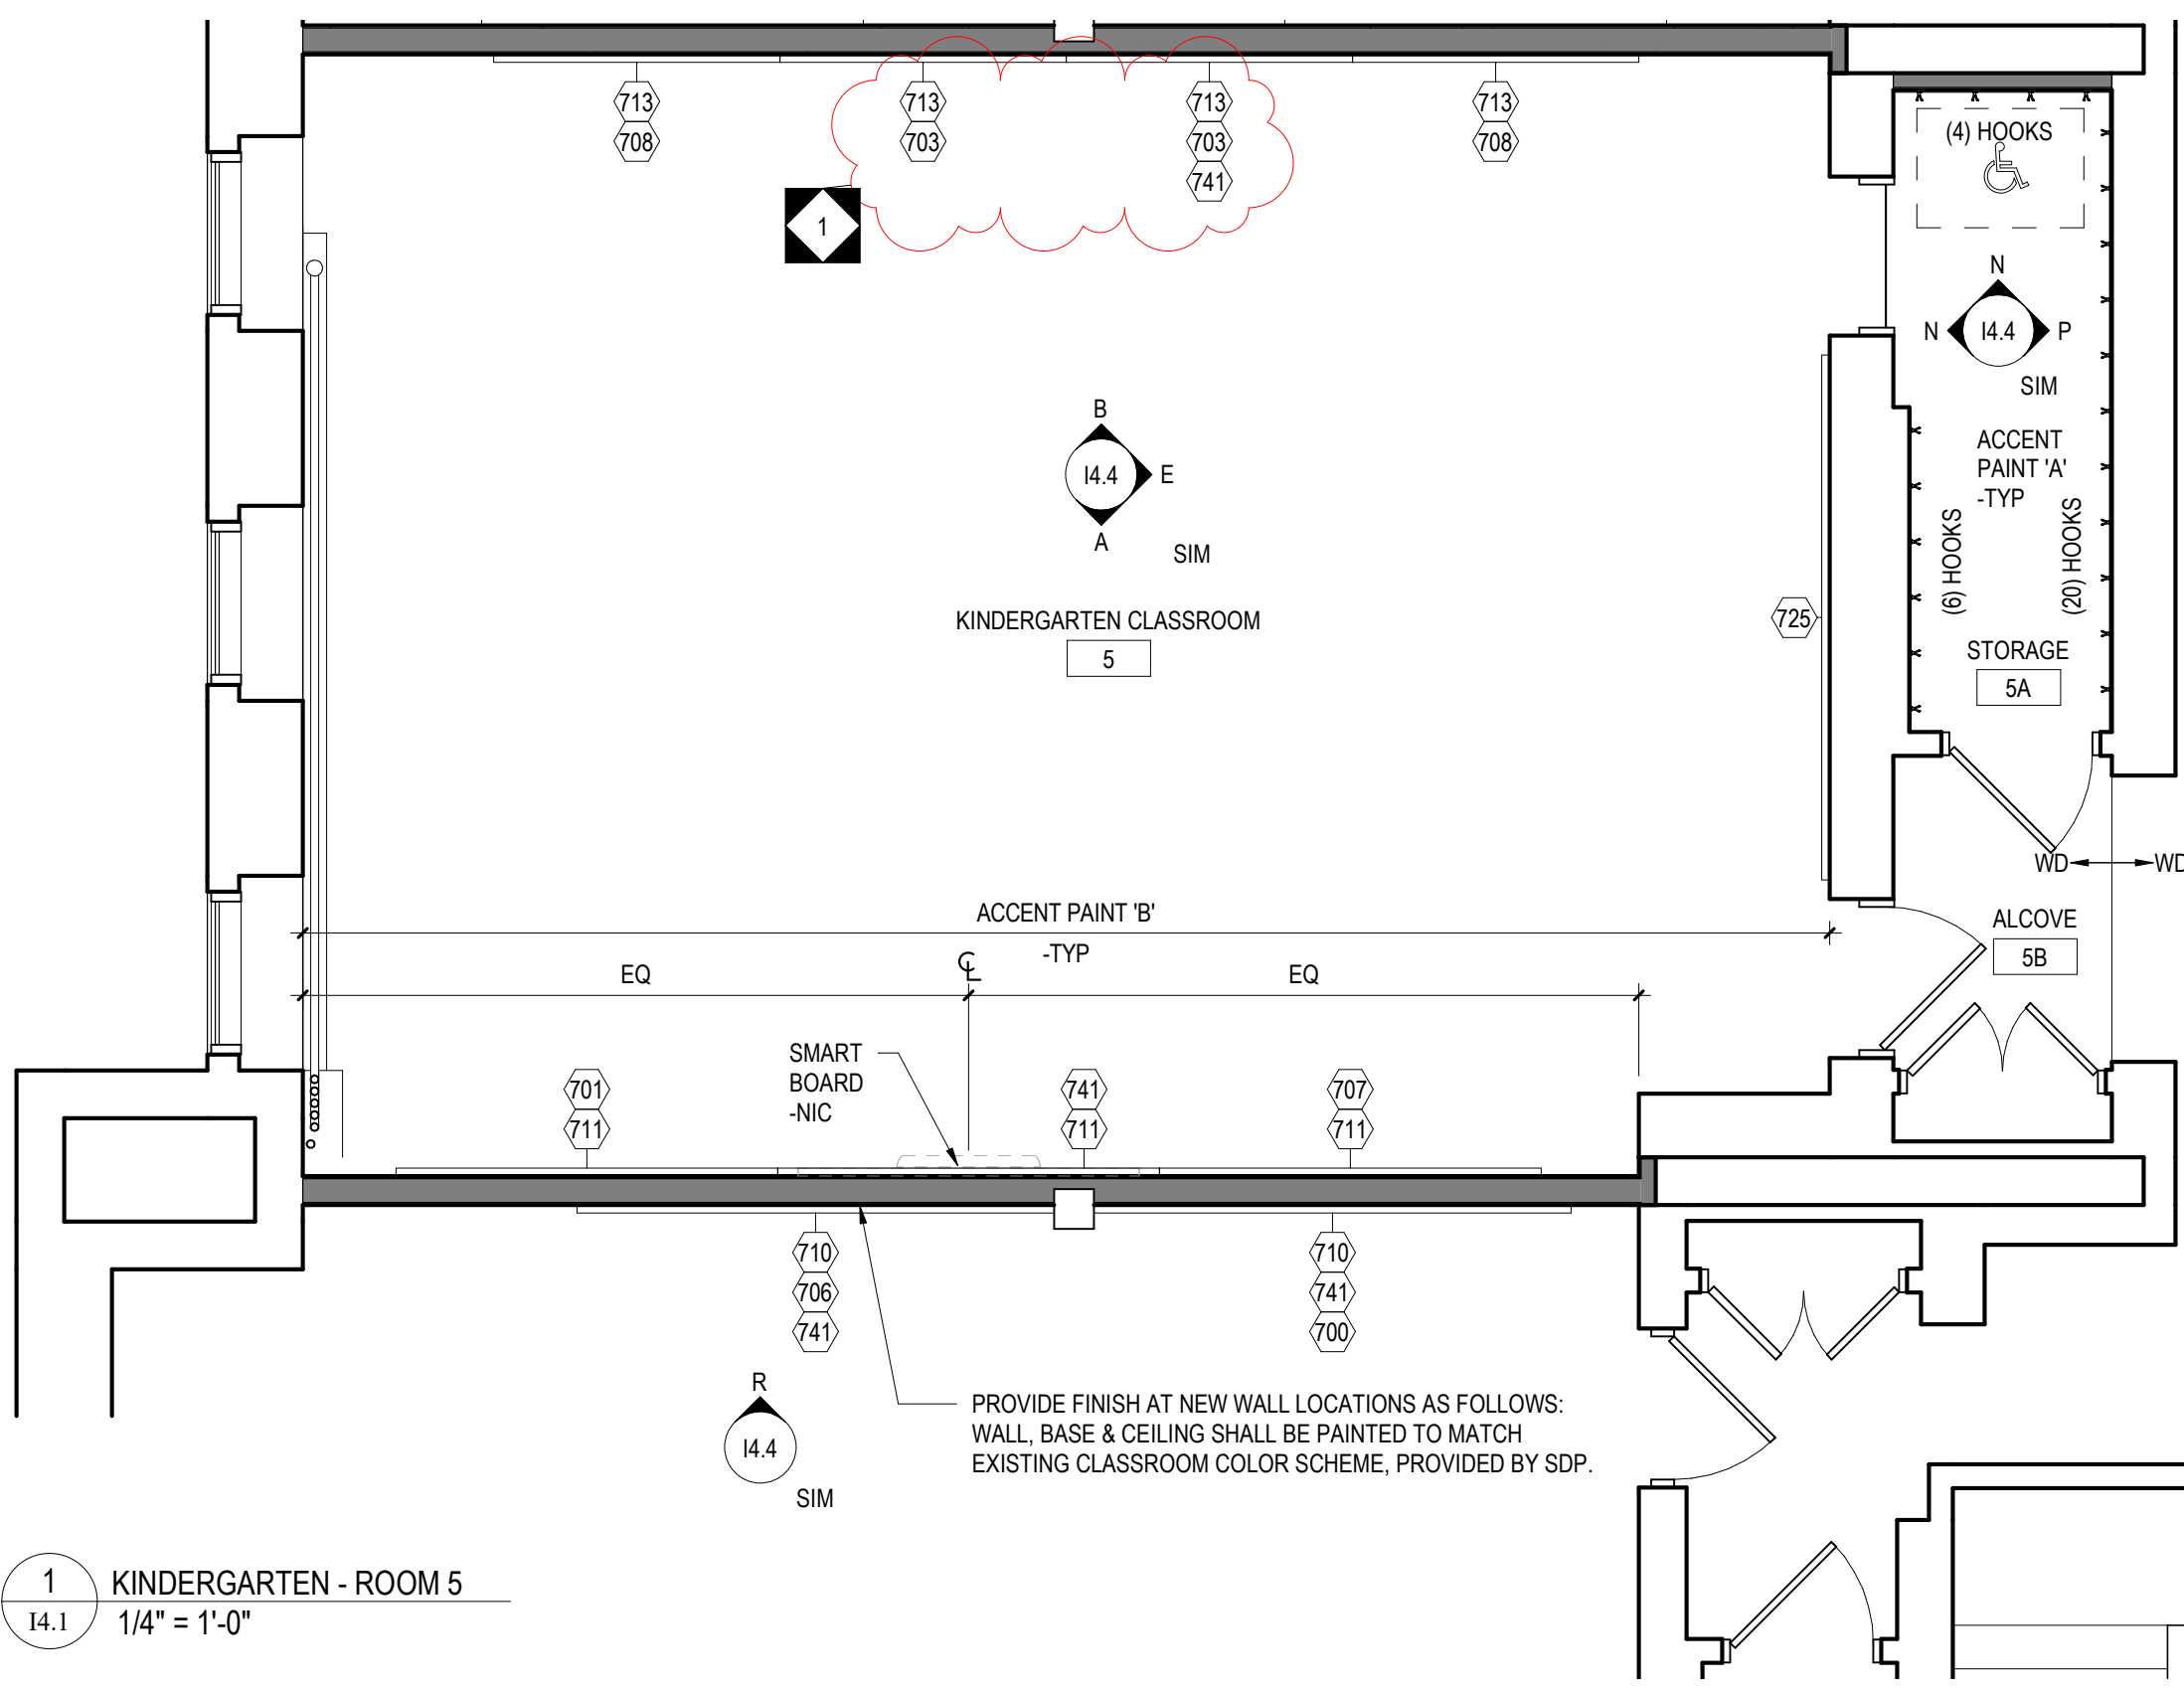 713
708
713
703
713
703
741
713
708
1
(4) HOOKS
N
N
I4.4
P
SIM
ACCENT
PAINT 'A'
-TYP
(6) HOOKS
(20) HOOKS
STORAGE
5A
B
I4.4
E
A
SIM
KINDERGARTEN CLASSROOM
5
725
WD
WD
ALCOVE
5B
ACCENT PAINT 'B'
-TYP
EQ
CL
EQ
SMART
BOARD
-NIC
701
711
741
711
707
711
710
706
741
710
741
700
R
I4.4
SIM
PROVIDE FINISH AT NEW WALL LOCATIONS AS FOLLOWS:
WALL, BASE & CEILING SHALL BE PAINTED TO MATCH
EXISTING CLASSROOM COLOR SCHEME, PROVIDED BY SDP.
1
I4.1
KINDERGARTEN - ROOM 5
1/4" = 1'-0"